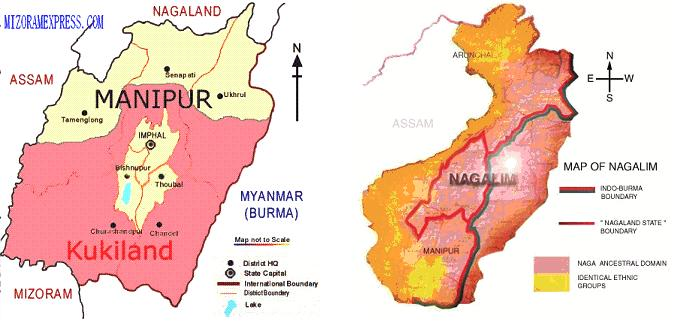 MIZORAMEXPRESS.COM
NAGALAND
N
ASSAM
Senapati
MANIPUR
Ukhrul
Tamenglong
IMPHAL
Bishnupur
Thoubal
MYANMAR
(BURMA)
Churachandpur
Chandel
Kukiland
Map not to Scale
District HQ
State Capital
International Boundary
District Boundary
Lake
MIZORAM
ARUNCHAL
N
E
W
S
ASSAM
NAGALIM
MANIPUR
MAP OF NAGALIM
INDO-BURMA
BOUNDARY
" NAGALAND STATE "
BOUNDARY
NAGA ANCESTRAL DOMAIN
IDENTICAL ETHNIC
GROUPS